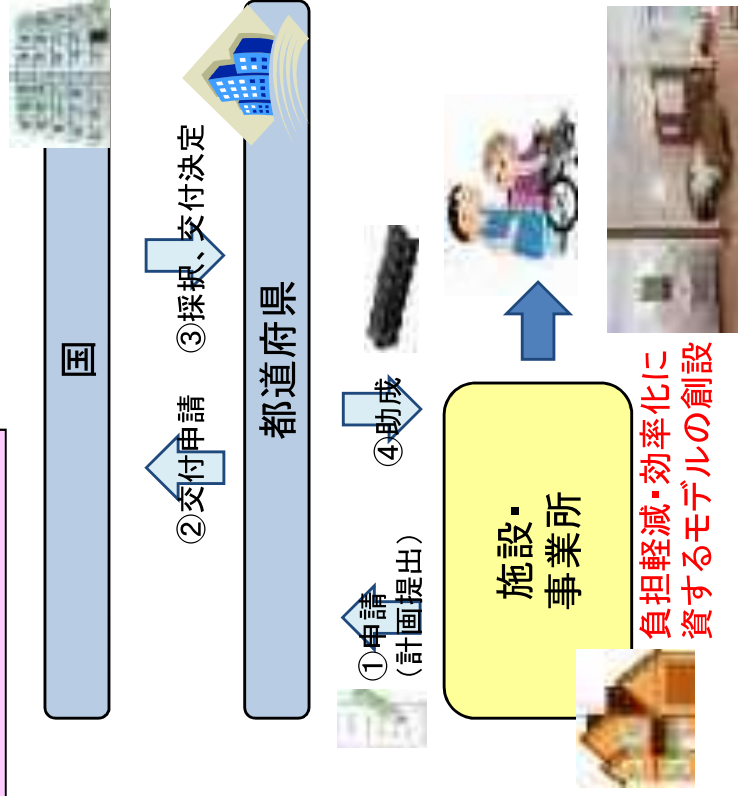 国
②交付申請
③採択、交付決定
都道府県
①申請
(計画提出)
④助成
施設・
事業所
負担軽減・効率化に
資するモデルの創設